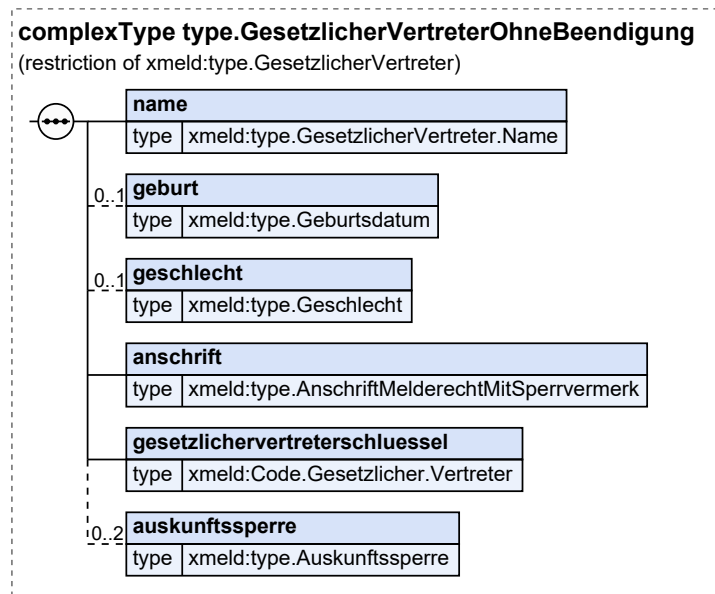 complexType type.GesetzlicherVertreterOhneBeendigung
(restriction of xmeld:type.GesetzlicherVertreter)
name
type xmeld:type.GesetzlicherVertreter.Name
0..1 geburt
type xmeld:type.Geburtsdatum
0..1 geschlecht
type xmeld:type.Geschlecht
anschrift
type xmeld:type.AnschriftMelderechtMitSperrvermerk
gesetzlichervertreterschluessel
type xmeld:Code.Gesetzlicher.Vertreter
0..2 auskunftssperre
type xmeld:type.Auskunftssperre